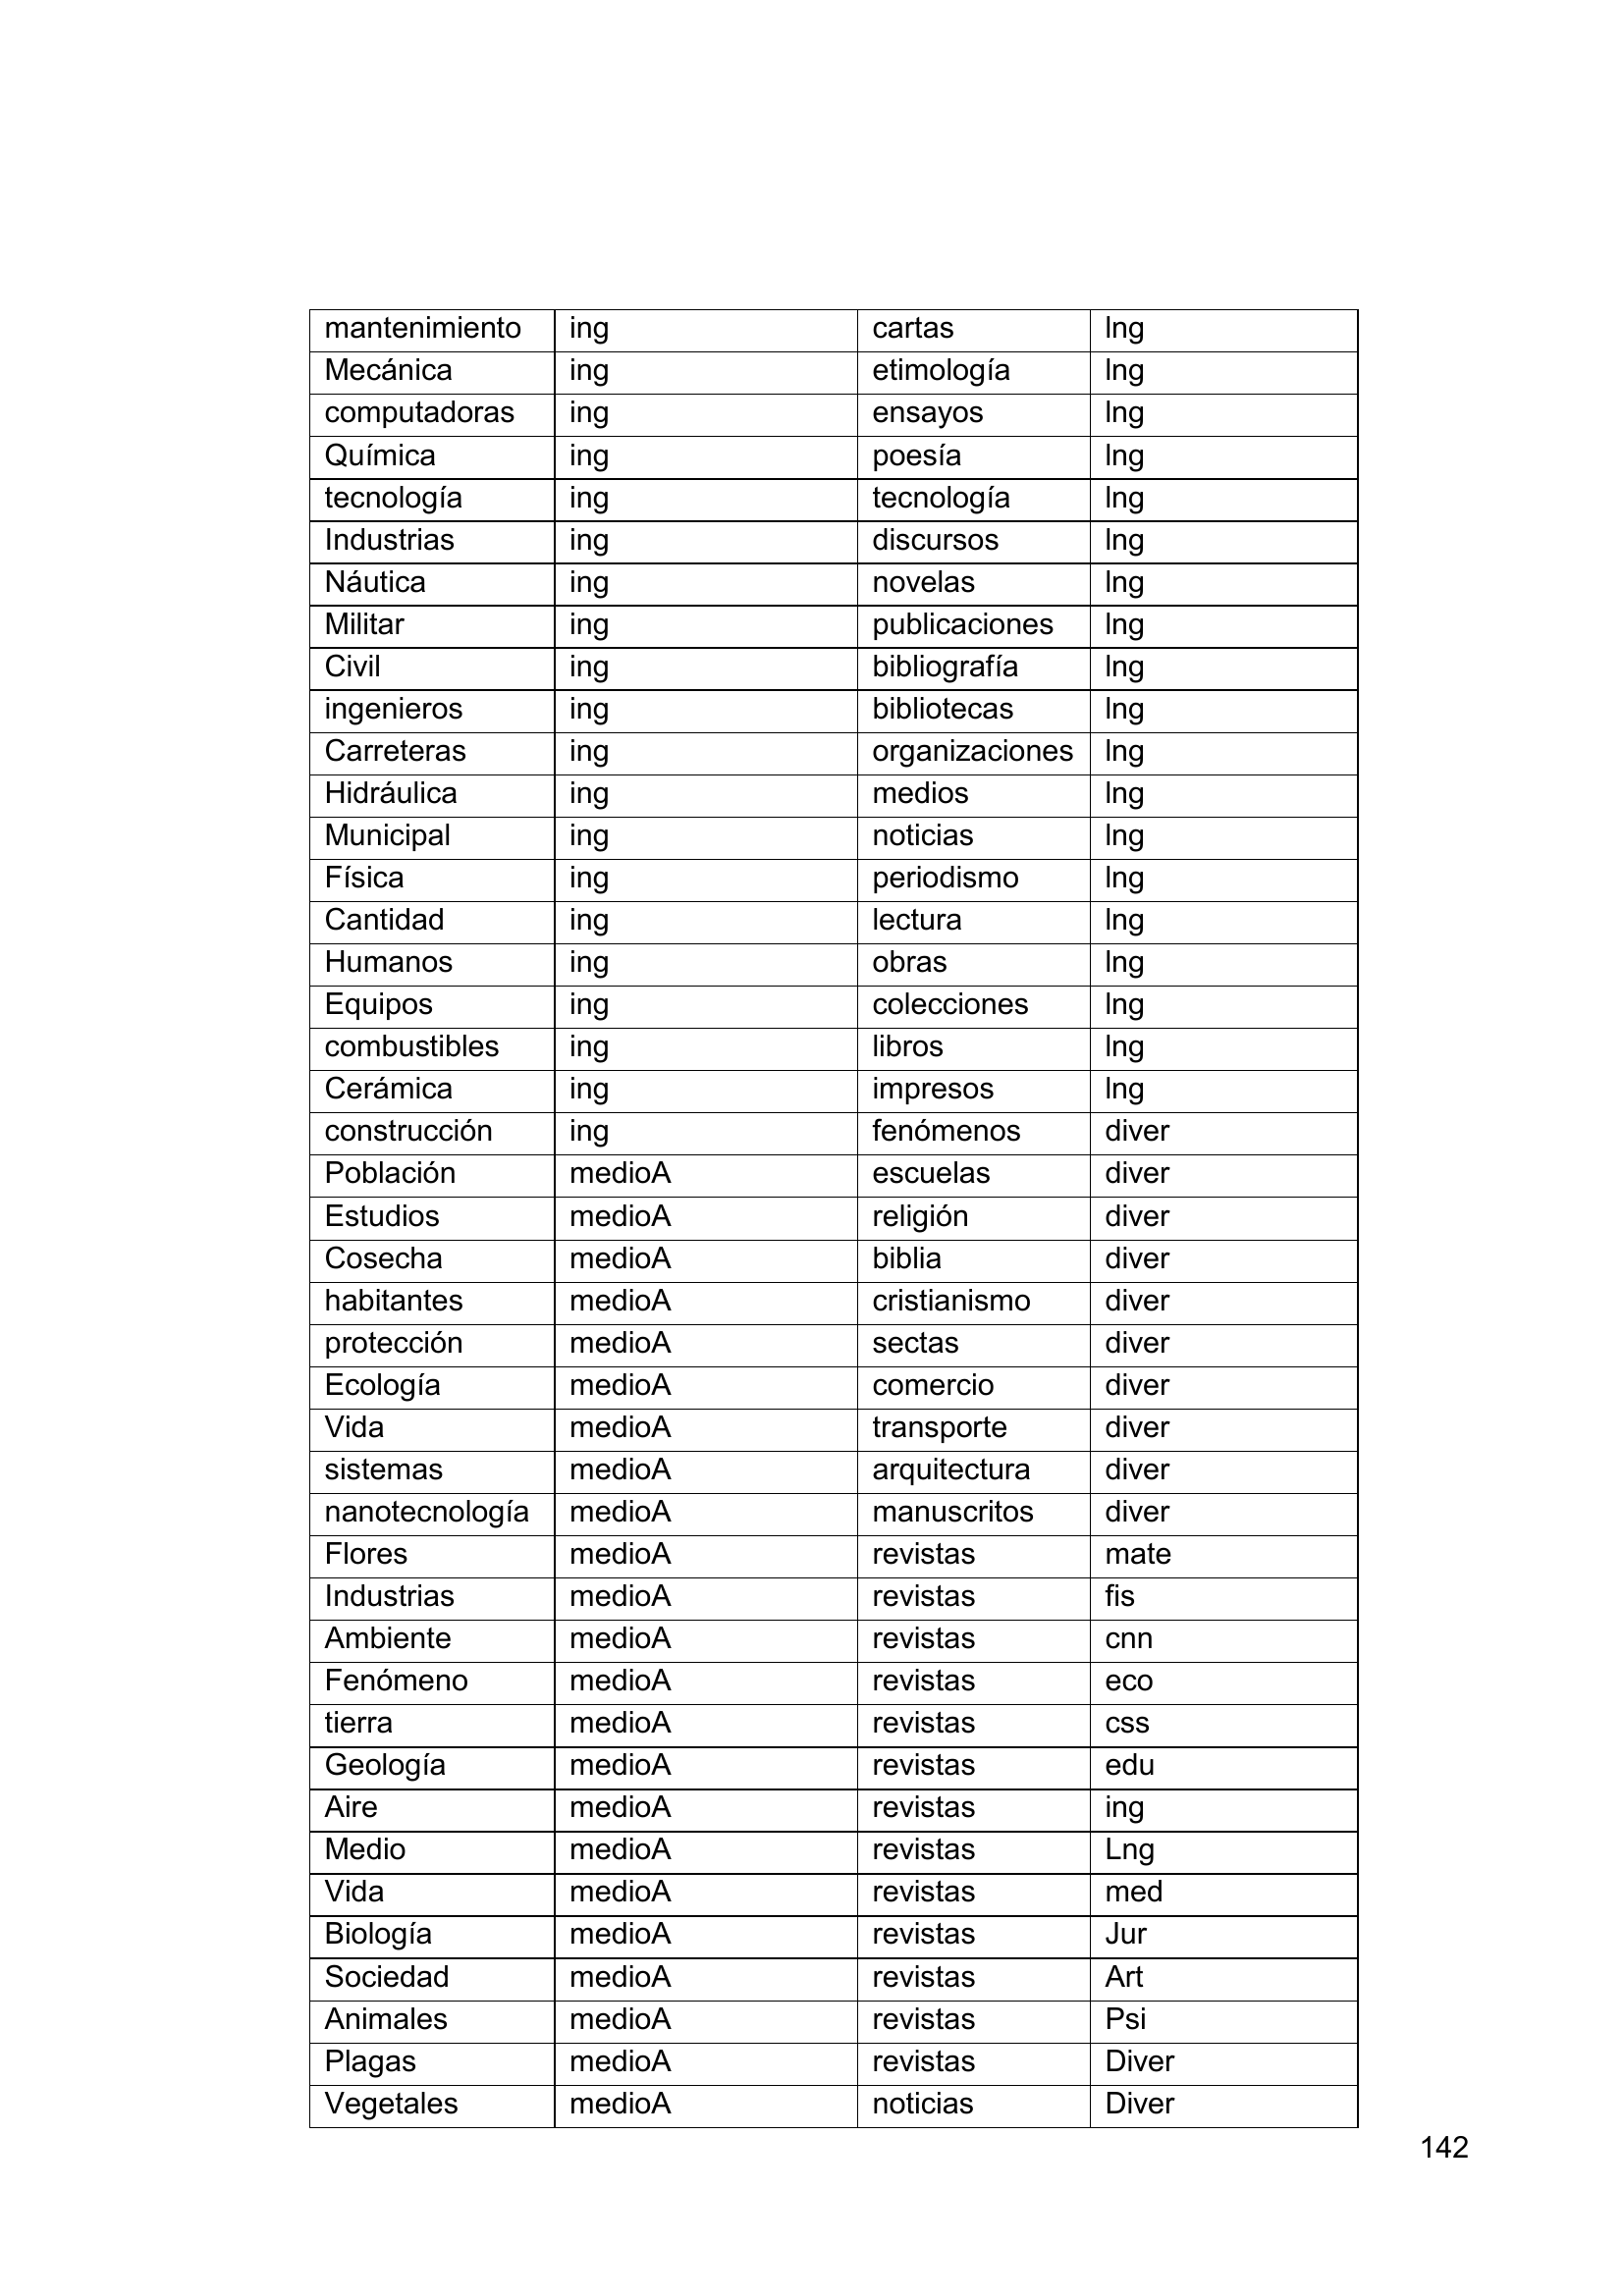 mantenimiento ing cartas lng
Mecánica ing etimología lng
computadoras ing ensayos lng
Química ing poesía lng
tecnología ing tecnología lng
Industrias ing discursos lng
Náutica ing novelas lng
Militar ing publicaciones lng
Civil ing bibliografía lng
ingenieros ing bibliotecas lng
Carreteras ing organizaciones lng
Hidráulica ing medios lng
Municipal ing noticias lng
Física ing periodismo lng
Cantidad ing lectura lng
Humanos ing obras lng
Equipos ing colecciones lng
combustibles ing libros lng
Cerámica ing impresos lng
construcción ing fenómenos diver
Población medioA escuelas diver
Estudios medioA religión diver
Cosecha medioA biblia diver
habitantes medioA cristianismo diver
protección medioA sectas diver
Ecología medioA comercio diver
Vida medioA transporte diver
sistemas medioA arquitectura diver
nanotecnología medioA manuscritos diver
Flores medioA revistas mate
Industrias medioA revistas fis
Ambiente medioA revistas cnn
Fenómeno medioA revistas eco
tierra medioA revistas css
Geología medioA revistas edu
Aire medioA revistas ing
Medio medioA revistas Lng
Vida medioA revistas med
Biología medioA revistas Jur
Sociedad medioA revistas Art
Animales medioA revistas Psi
Plagas medioA revistas Diver
Vegetales medioA noticias Diver
142